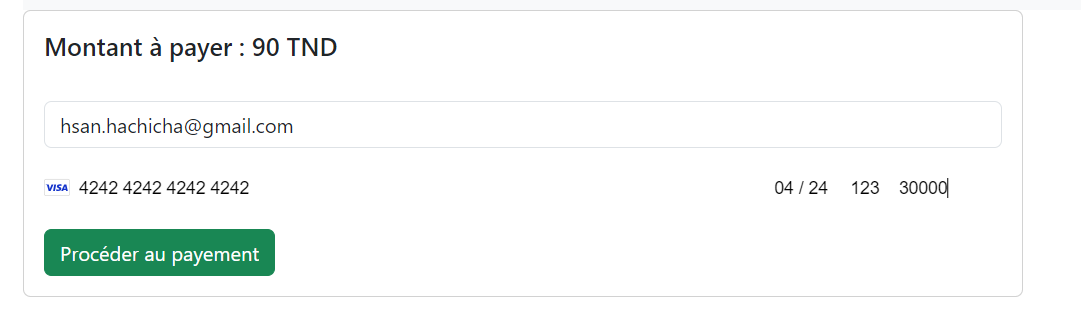 Montant à payer : 90 TND
hsan.hachicha@gmail.com
VISA 4242 4242 4242 4242 04 / 24 123 30000
Procéder au payement